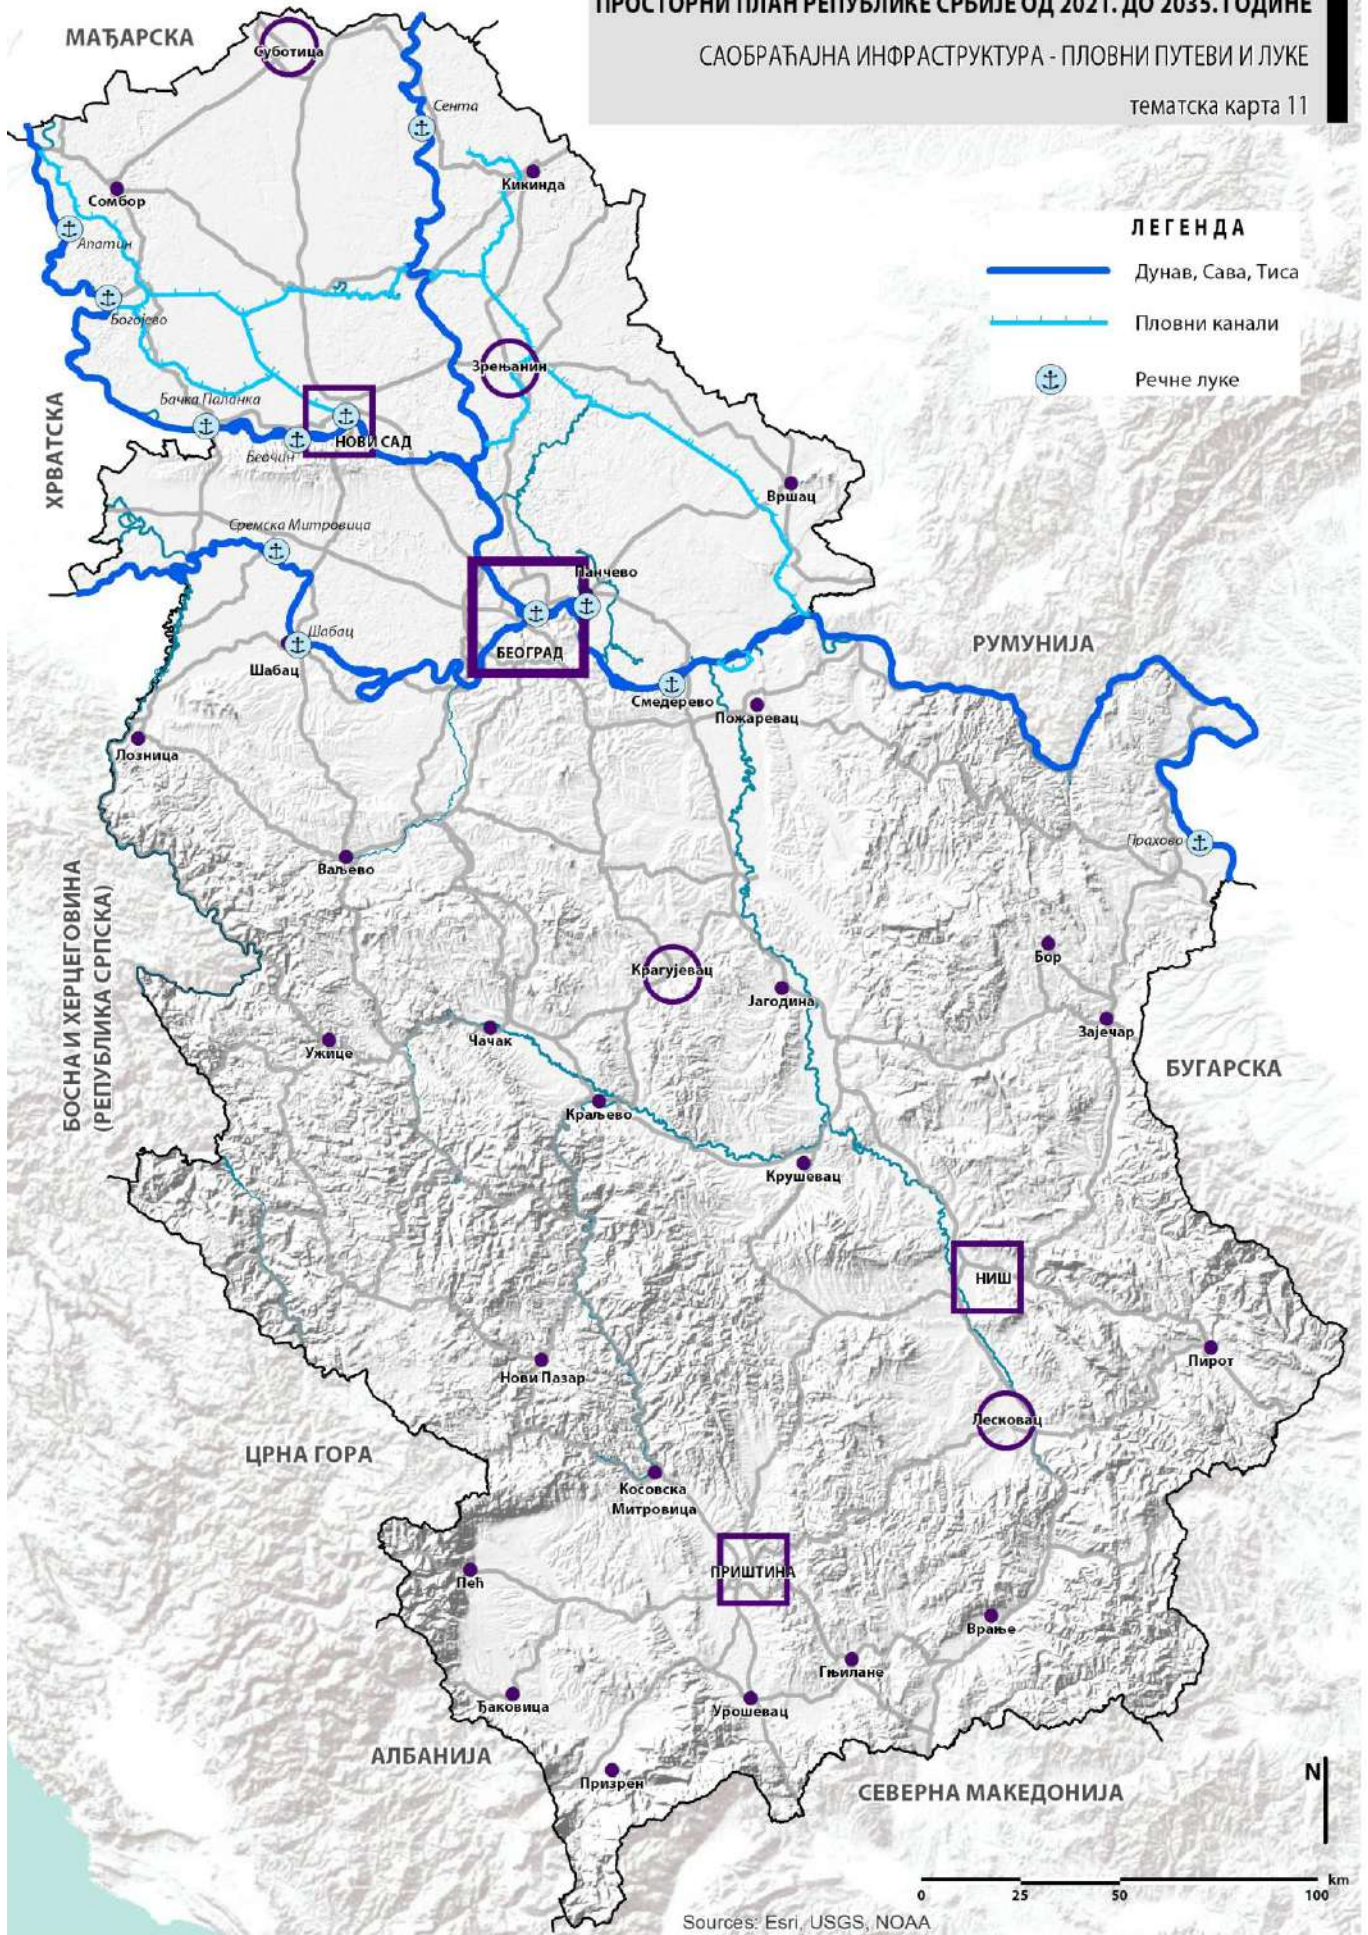 ПРОСТОРНИ ПЛАН РЕПУБЛИКЕ СРБИЈЕ ОД 2021. ДО 2035. ГОДИНЕ
САОБРАЋАЈНА ИНФРАСТРУКТУРА - ПЛОВНИ ПУТЕВИ И ЛУКЕ
тематска карта 11
МАЂАРСКА
Суботица
Сента
Кикинда
Сомбор
Апатин
ЛЕГЕНДА
Дунав, Сава, Тиса
Богојево
Пловни канали
Зрењанин
Речне луке
Бачка Паланка
ХРВАТСКА
НОВИ САД
Беочин
Вршац
Сремска Митровица
Панчево
Шабац
РУМУНИЈА
БЕОГРАД
Шабац
Смедерево
Пожаревац
Лозница
Прахово
Ваљево
БОСНА И ХЕРЦЕГОВИНА
(РЕПУБЛИКА СРПСКА)
Бор
Крагујевац
Јагодина
Зајечар
Чачак
Ужице
БУГАРСКА
Краљево
Крушевац
НИШ
Пирот
Нови Пазар
Лесковац
ЦРНА ГОРА
Косовска
Митровица
ПРИШТИНА
Пећ
Врање
Гњилане
Ђаковица
Урошевац
АЛБАНИЈА
Призрен
СЕВЕРНА МАКЕДОНИЈА
N
km
0 25 50 100
Sources: Esri, USGS, NOAA